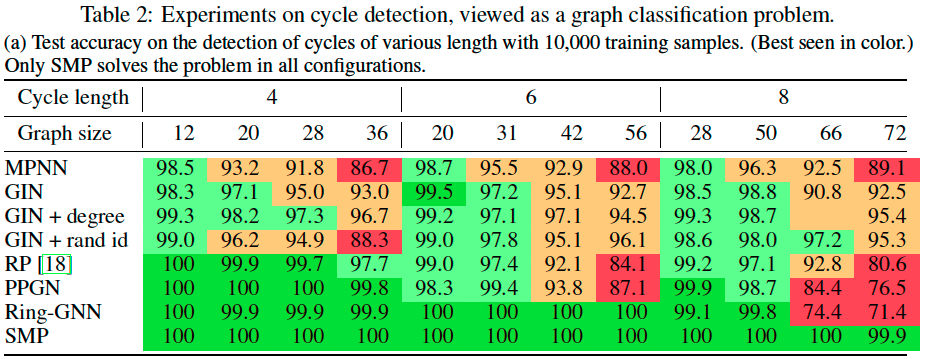 Table 2: Experiments on cycle detection, viewed as a graph classification problem.
(a) Test accuracy on the detection of cycles of various length with 10,000 training samples. (Best seen in color.)
Only SMP solves the problem in all configurations.
Cycle length 4 6 8
Graph size 12 20 28 36 20 31 42 56 28 50 66 72
MPNN 98.5 93.2 91.8 86.7 98.7 95.5 92.9 88.0 98.0 96.3 92.5 89.1
GIN 98.3 97.1 95.0 93.0 99.5 97.2 95.1 92.7 98.5 98.8 90.8 92.5
GIN + degree 99.3 98.2 97.3 96.7 99.2 97.1 97.1 94.5 99.3 98.7 95.4
GIN + rand id 99.0 96.2 94.9 88.3 99.0 97.8 95.1 96.1 98.6 98.0 97.2 95.3
RP [18] 100 99.9 99.7 97.7 99.0 97.4 92.1 84.1 99.2 97.1 92.8 80.6
PPGN 100 100 100 99.8 98.3 99.4 93.8 87.1 99.9 98.7 84.4 76.5
Ring-GNN 100 99.9 99.9 99.9 100 100 100 100 99.1 99.8 74.4 71.4
SMP 100 100 100 100 100 100 100 100 100 100 100 99.9